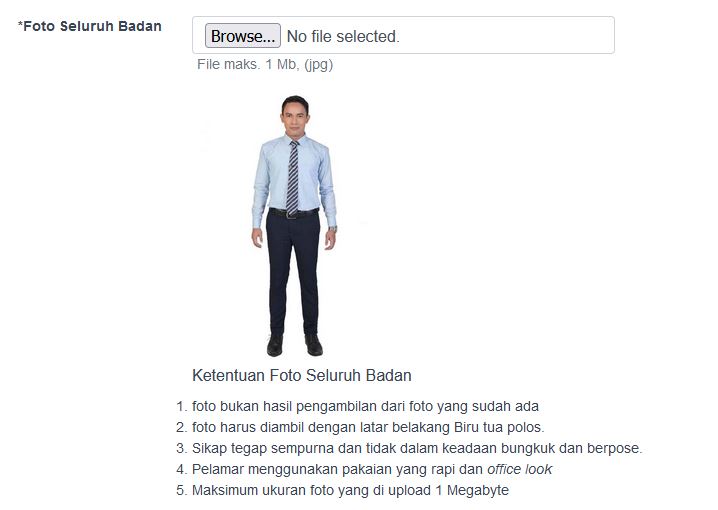 *Foto Seluruh Badan
Browse... No file selected.
File maks. 1 Mb, (jpg)
Ketentuan Foto Seluruh Badan
1. foto bukan hasil pengambilan dari foto yang sudah ada
2. foto harus diambil dengan latar belakang Biru tua polos.
3. Sikap tegap sempurna dan tidak dalam keadaan bungkuk dan berpose.
4. Pelamar menggunakan pakaian yang rapi dan office look
5. Maksimum ukuran foto yang di upload 1 Megabyte